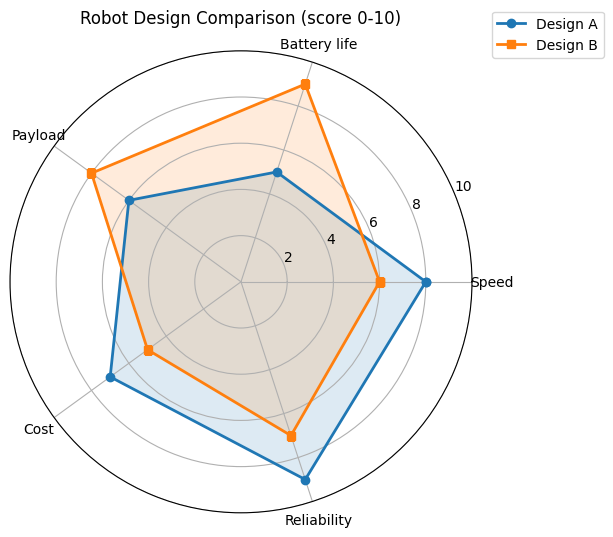 Robot Design Comparison (score 0-10)
Design A
Design B
Battery life
Payload
10
8
6
4
2
Speed
Cost
Reliability